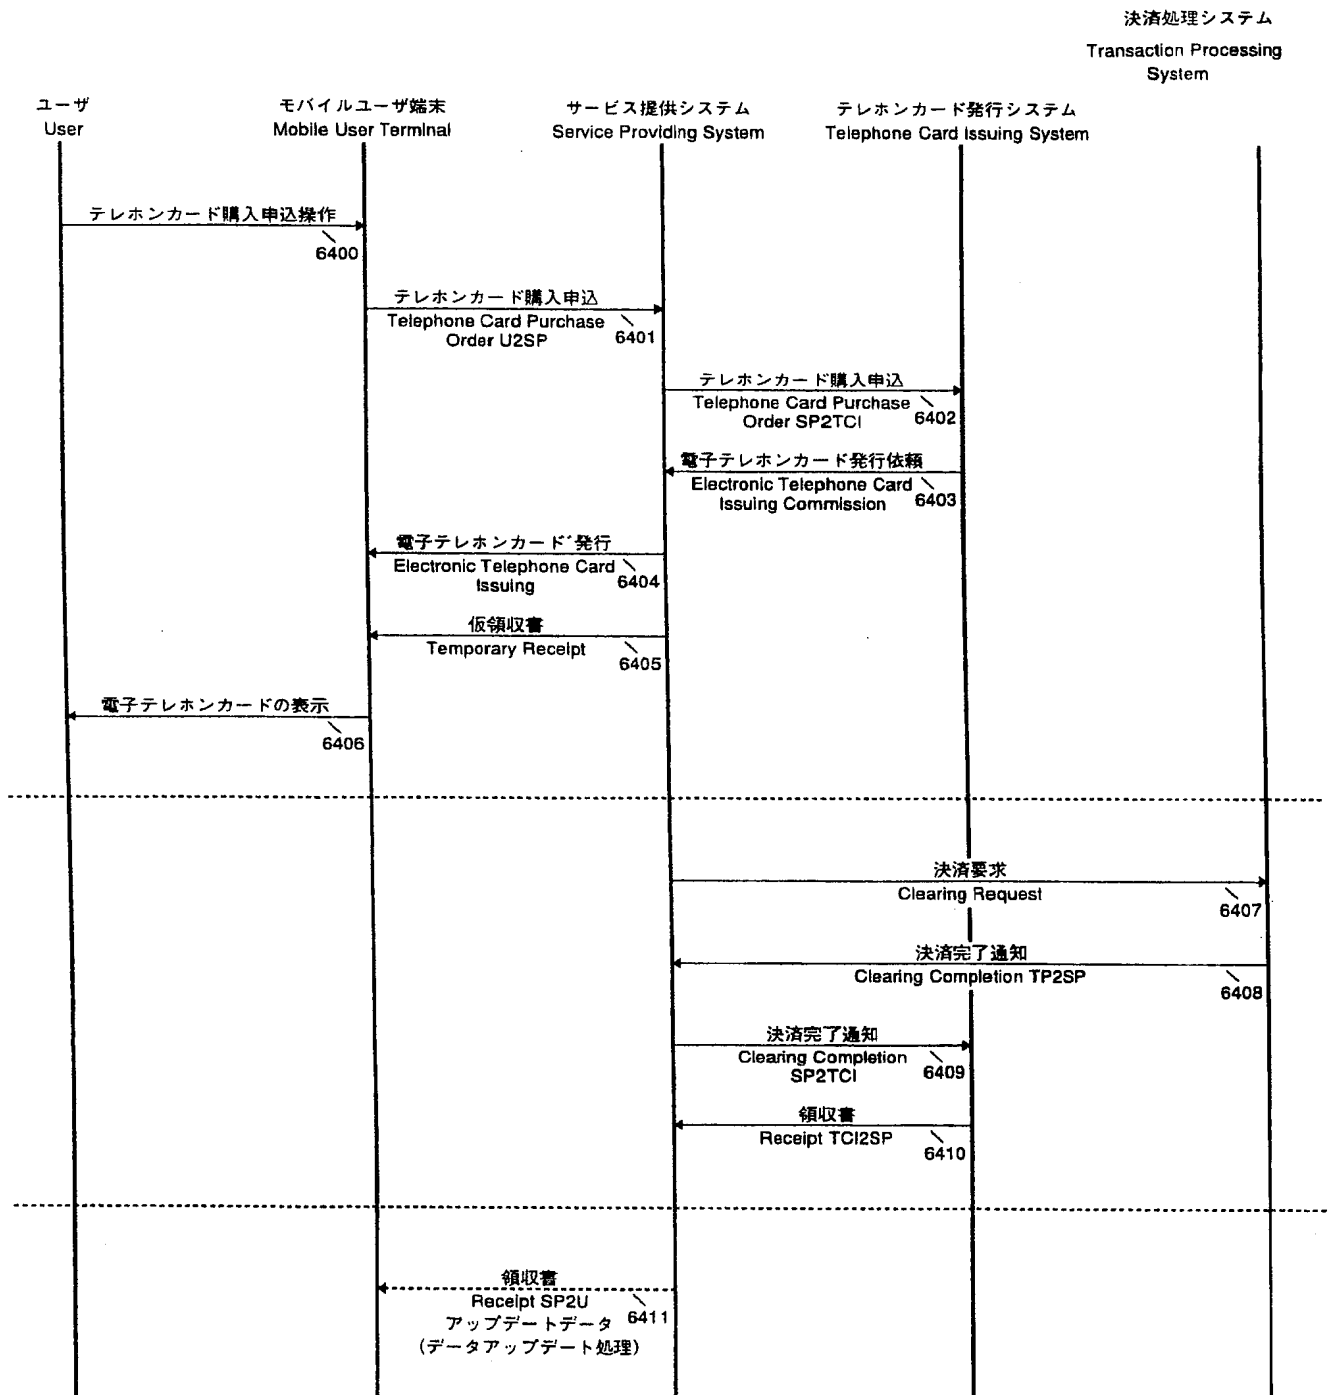 決済処理システム
Transaction Processing
System
ユーザ
User
モバイルユーザ端末
Mobile User Terminal
サービス提供システム
Service Providing System
テレホンカード発行システム
Telephone Card Issuing System
テレホンカード購入申込操作
6400
テレホンカード購入申込
Telephone Card Purchase
Order U2SP
6401
テレホンカード購入申込
Telephone Card Purchase
Order SP2TCI
6402
電子テレホンカード発行依頼
Electronic Telephone Card
Issuing Commission
6403
電子テレホンカード発行
Electronic Telephone Card
Issuing
6404
仮領収書
Temporary Receipt
6405
電子テレホンカードの表示
6406
決済要求
Clearing Request
6407
決済完了通知
Clearing Completion TP2SP
6408
決済完了通知
Clearing Completion
SP2TCI
6409
領収書
Receipt TCI2SP
6410
領収書
Receipt SP2U
6411
アップデートデータ
(データアップデート処理)